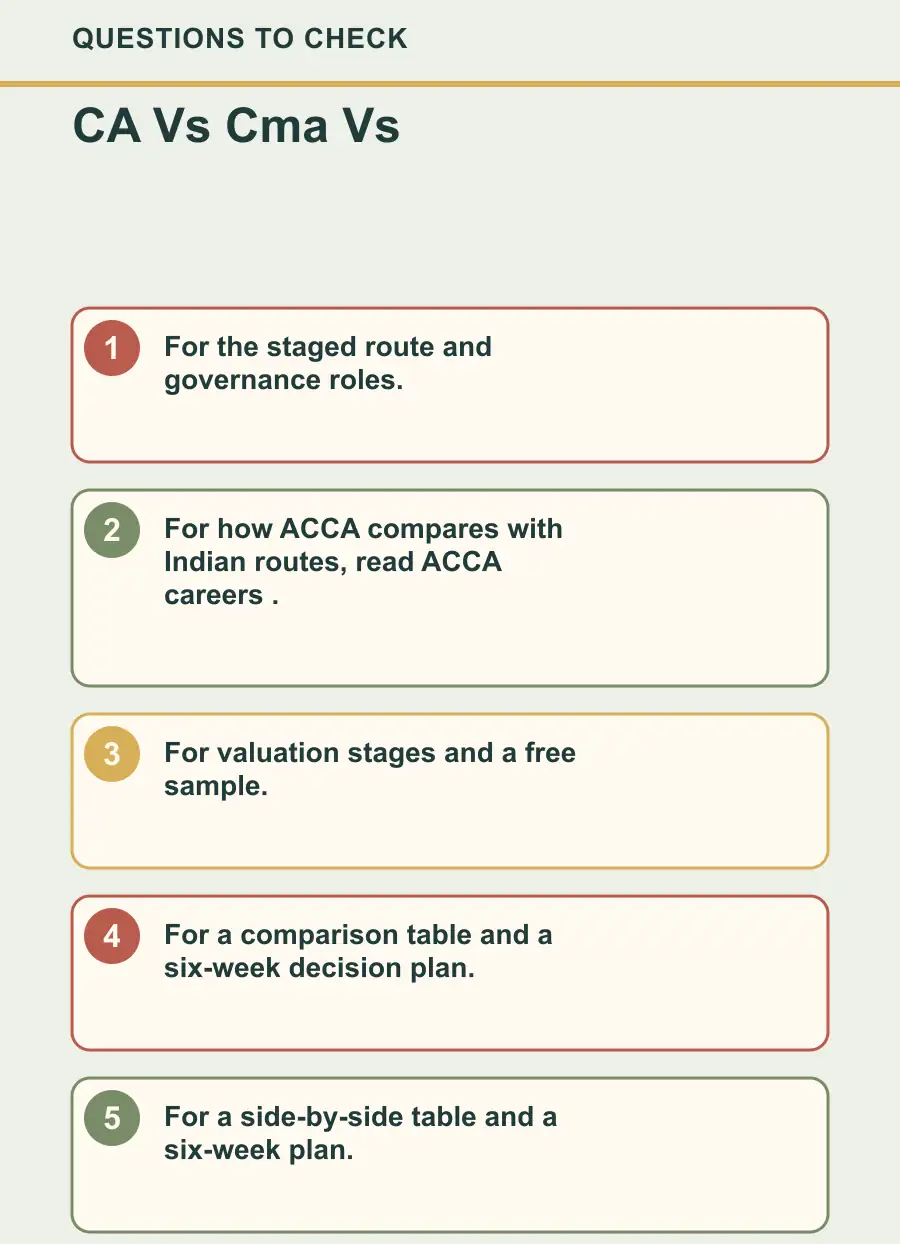 QUESTIONS TO CHECK
CA Vs Cma Vs
1
For the staged route and
governance roles.
2
For how ACCA compares with
Indian routes, read ACCA
careers .
3
For valuation stages and a free
sample.
4
For a comparison table and a
six-week decision plan.
5
For a side-by-side table and a
six-week plan.